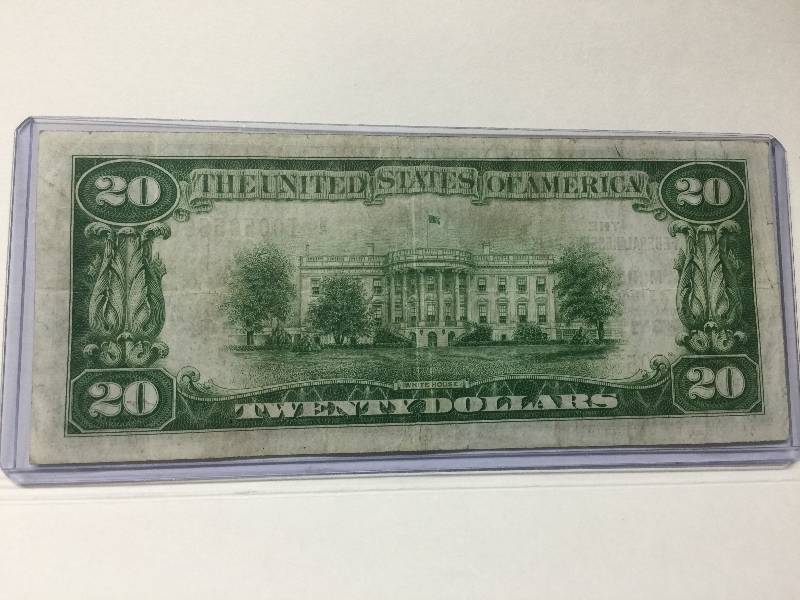 20 THE UNITED STATES OF AMERICA 20
WHITE HOUSE
20 TWENTY DOLLARS 20